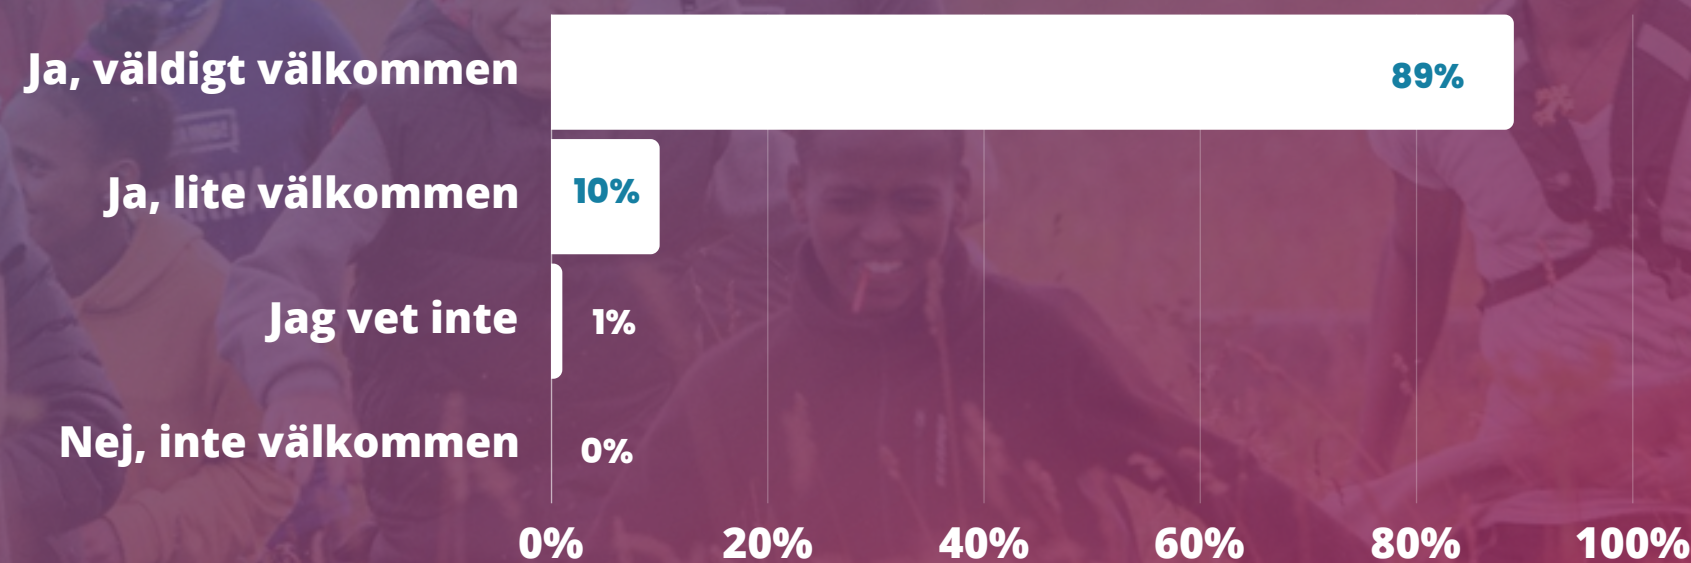 Ja, väldigt välkommen 89%
Ja, lite välkommen 10%
Jag vet inte 1%
Nej, inte välkommen 0%
0% 20% 40% 60% 80% 100%